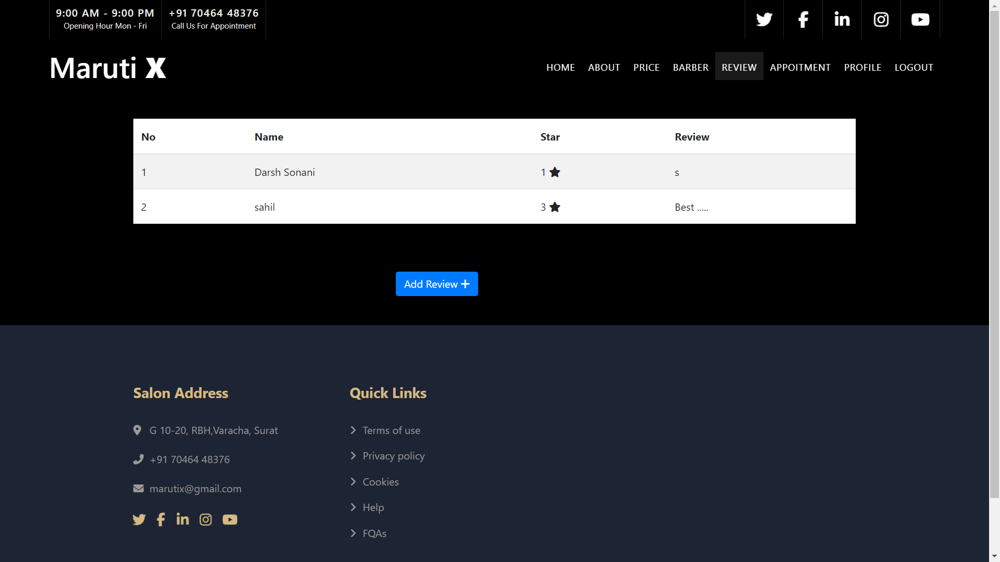 9:00 AM - 9:00 PM
Opening Hour Mon - Fri
+91 70464 48376
Call Us For Appointment
Maruti X
HOME ABOUT PRICE BARBER REVIEW APPOITMENT PROFILE LOGOUT
No Name Star Review
1 Darsh Sonani 1 s
2 sahil 3 Best .....
Add Review
Salon Address
G 10-20, RBH,Varacha, Surat
+91 70464 48376
marutix@gmail.com
Quick Links
Terms of use
Privacy policy
Cookies
Help
FQAs